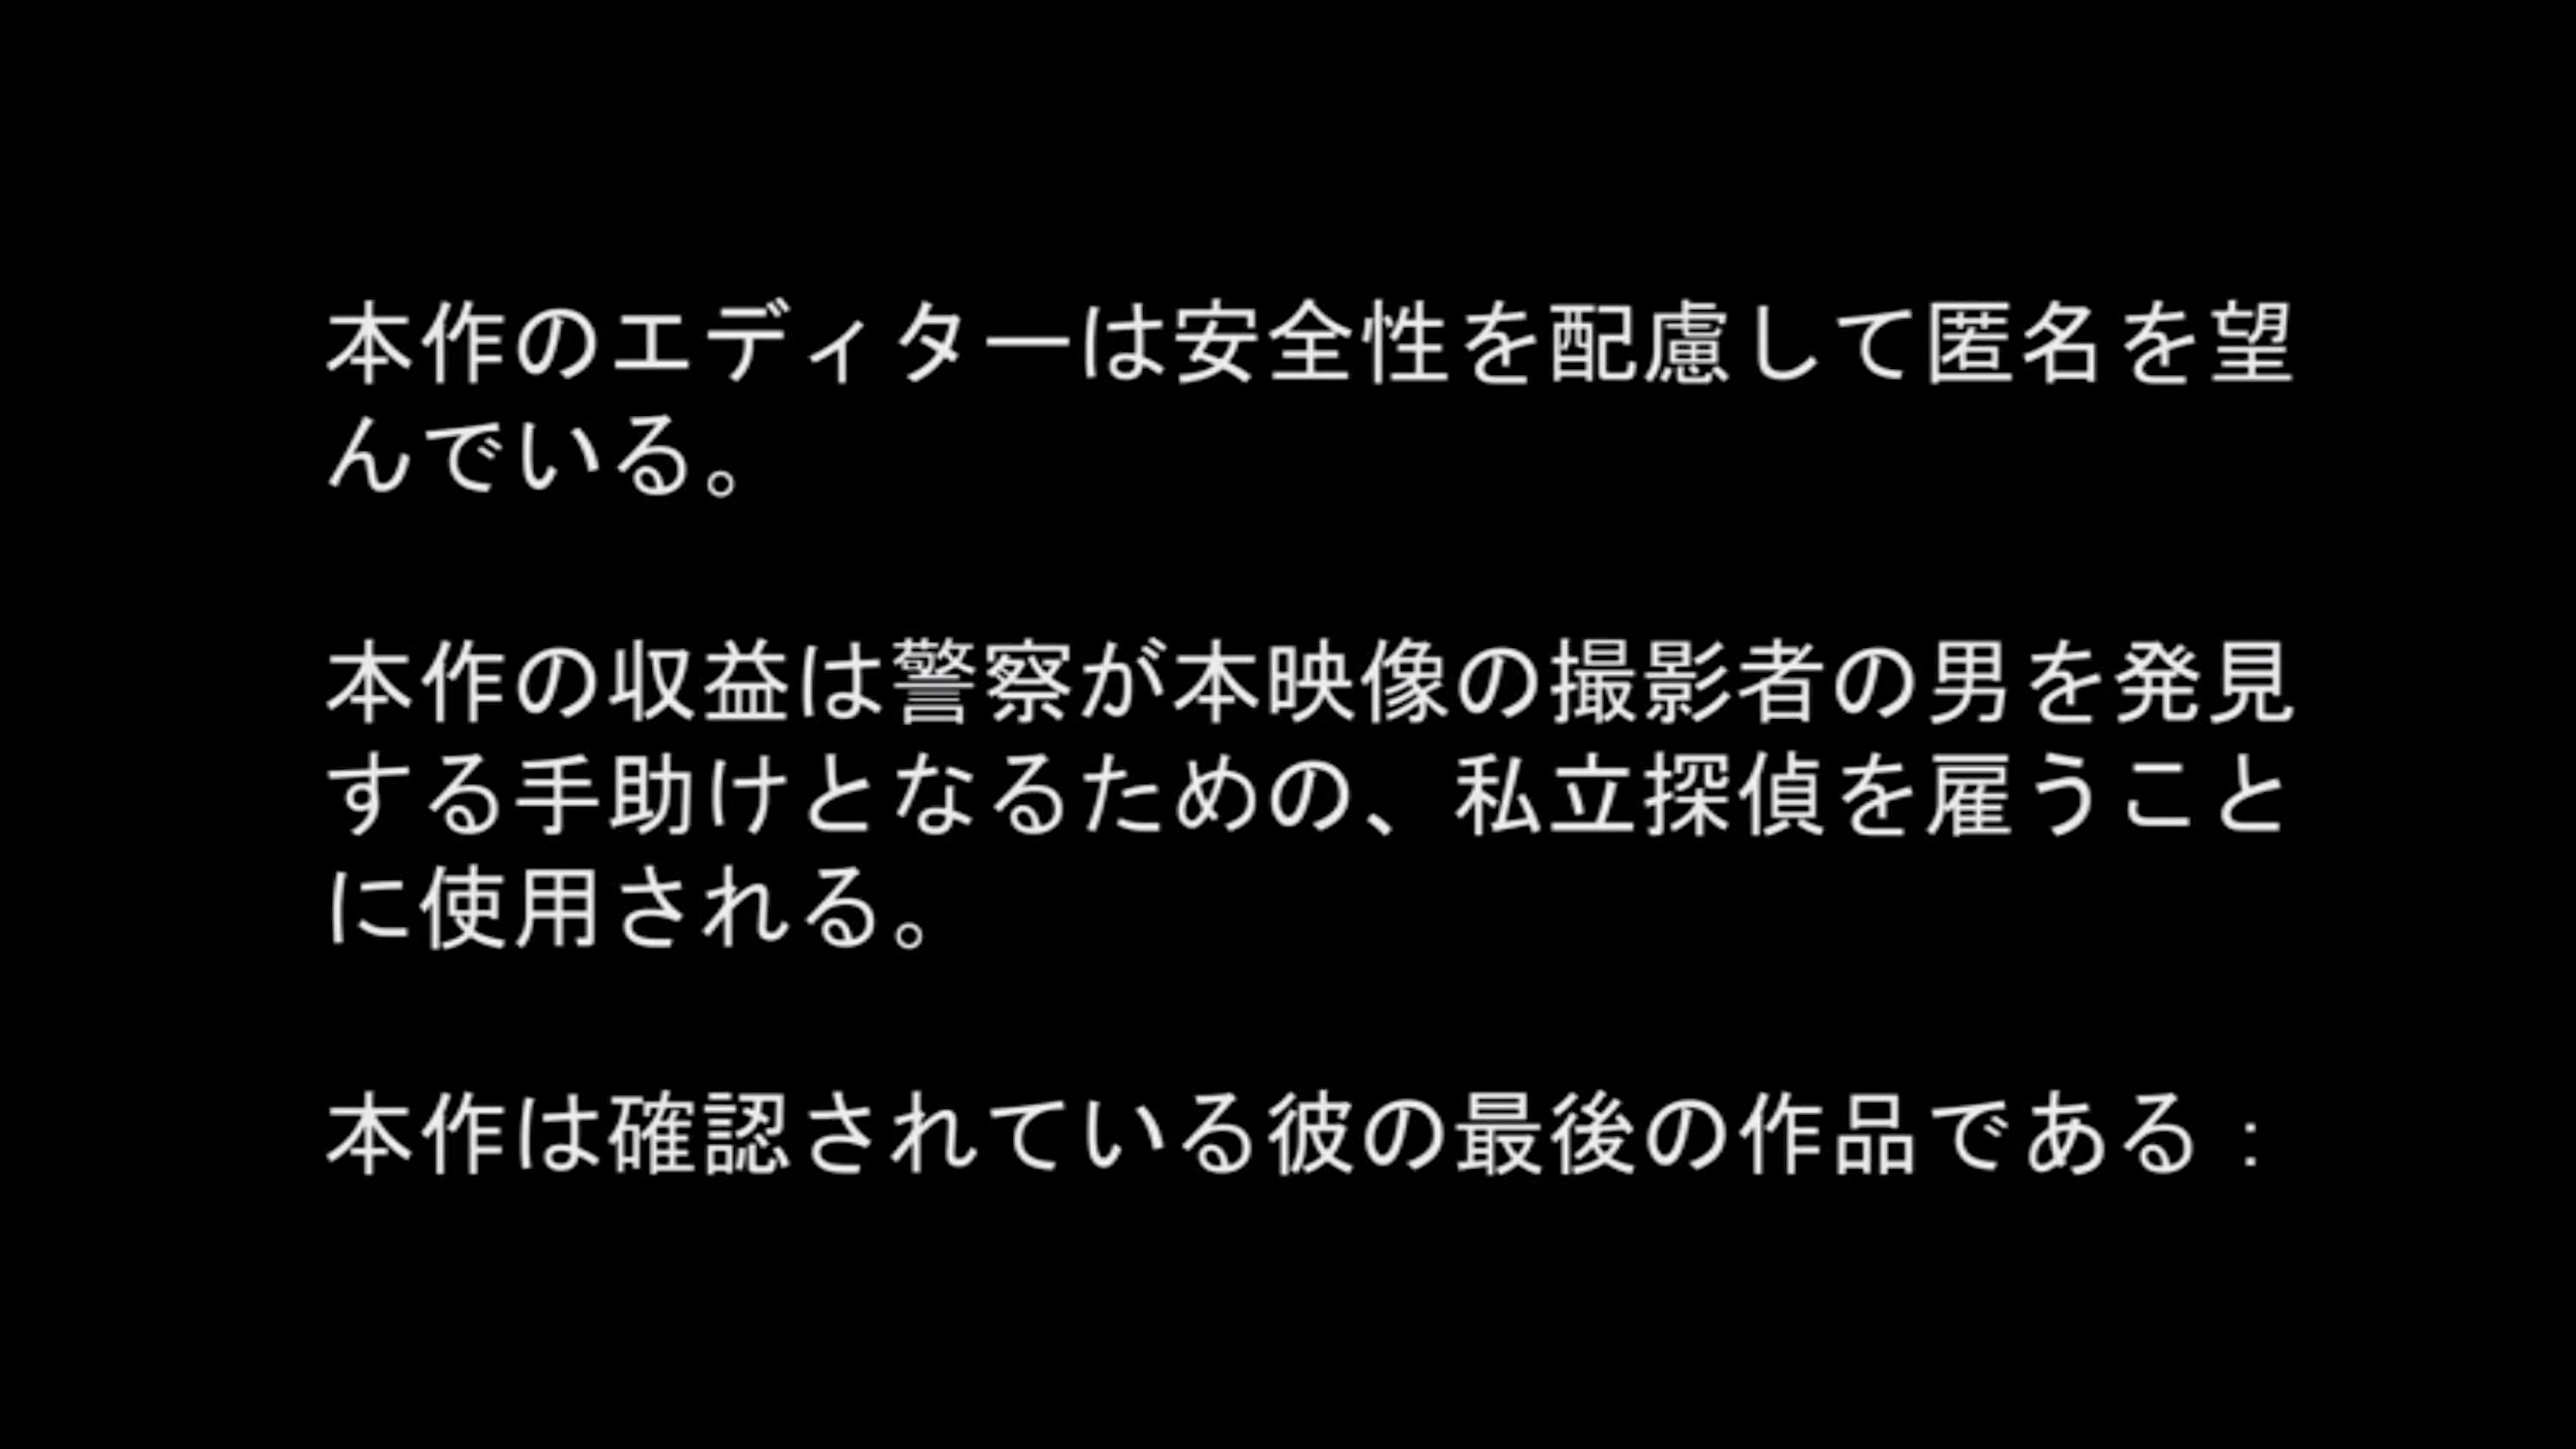 本作のエディターは安全性を配慮して匿名を望
んでいる。
本作の収益は警察が本映像の撮影者の男を発見
する手助けとなるための、私立探偵を雇うこと
に使用される。
本作は確認されている彼の最後の作品である：